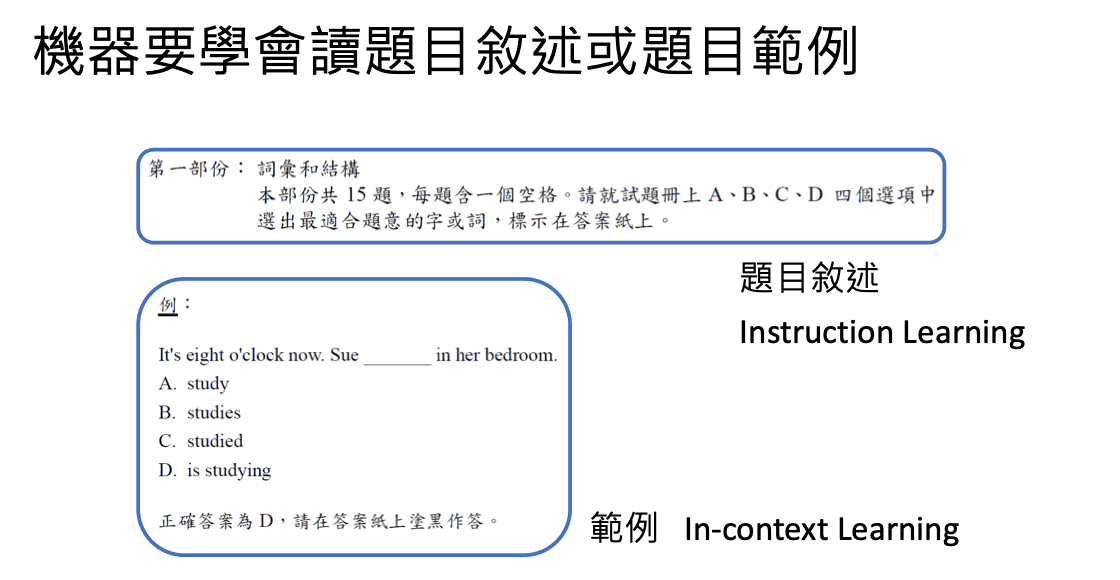 機器要學會讀題目敘述或題目範例
第一部份： 詞彙和結構
本部份共 15 題，每題含一個空格。請就試題冊上 A、B、C、D 四個選項中
選出最適合題意的字或詞，標示在答案紙上。
題目敘述
Instruction Learning
例：
It's eight o'clock now. Sue _______ in her bedroom.
A. study
B. studies
C. studied
D. is studying
正確答案為 D，請在答案紙上塗黑作答。
範例 In-context Learning